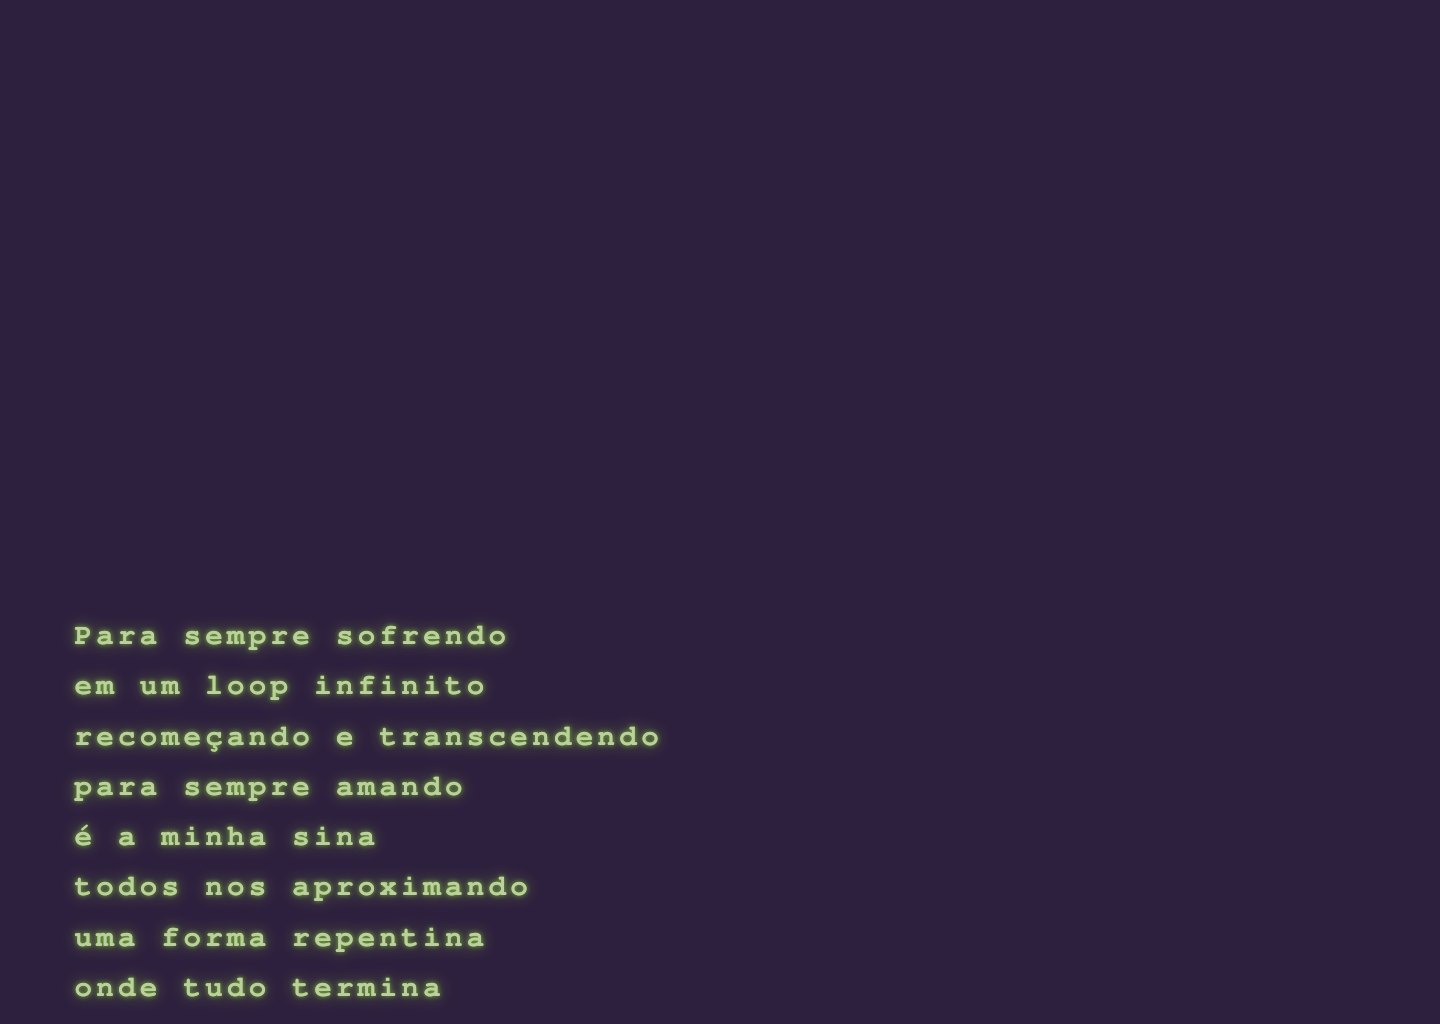 Para sempre sofrendo
em um loop infinito
recomeçando e transcendendo
para sempre amando
é a minha sina
todos nos aproximando
uma forma repentina
onde tudo termina